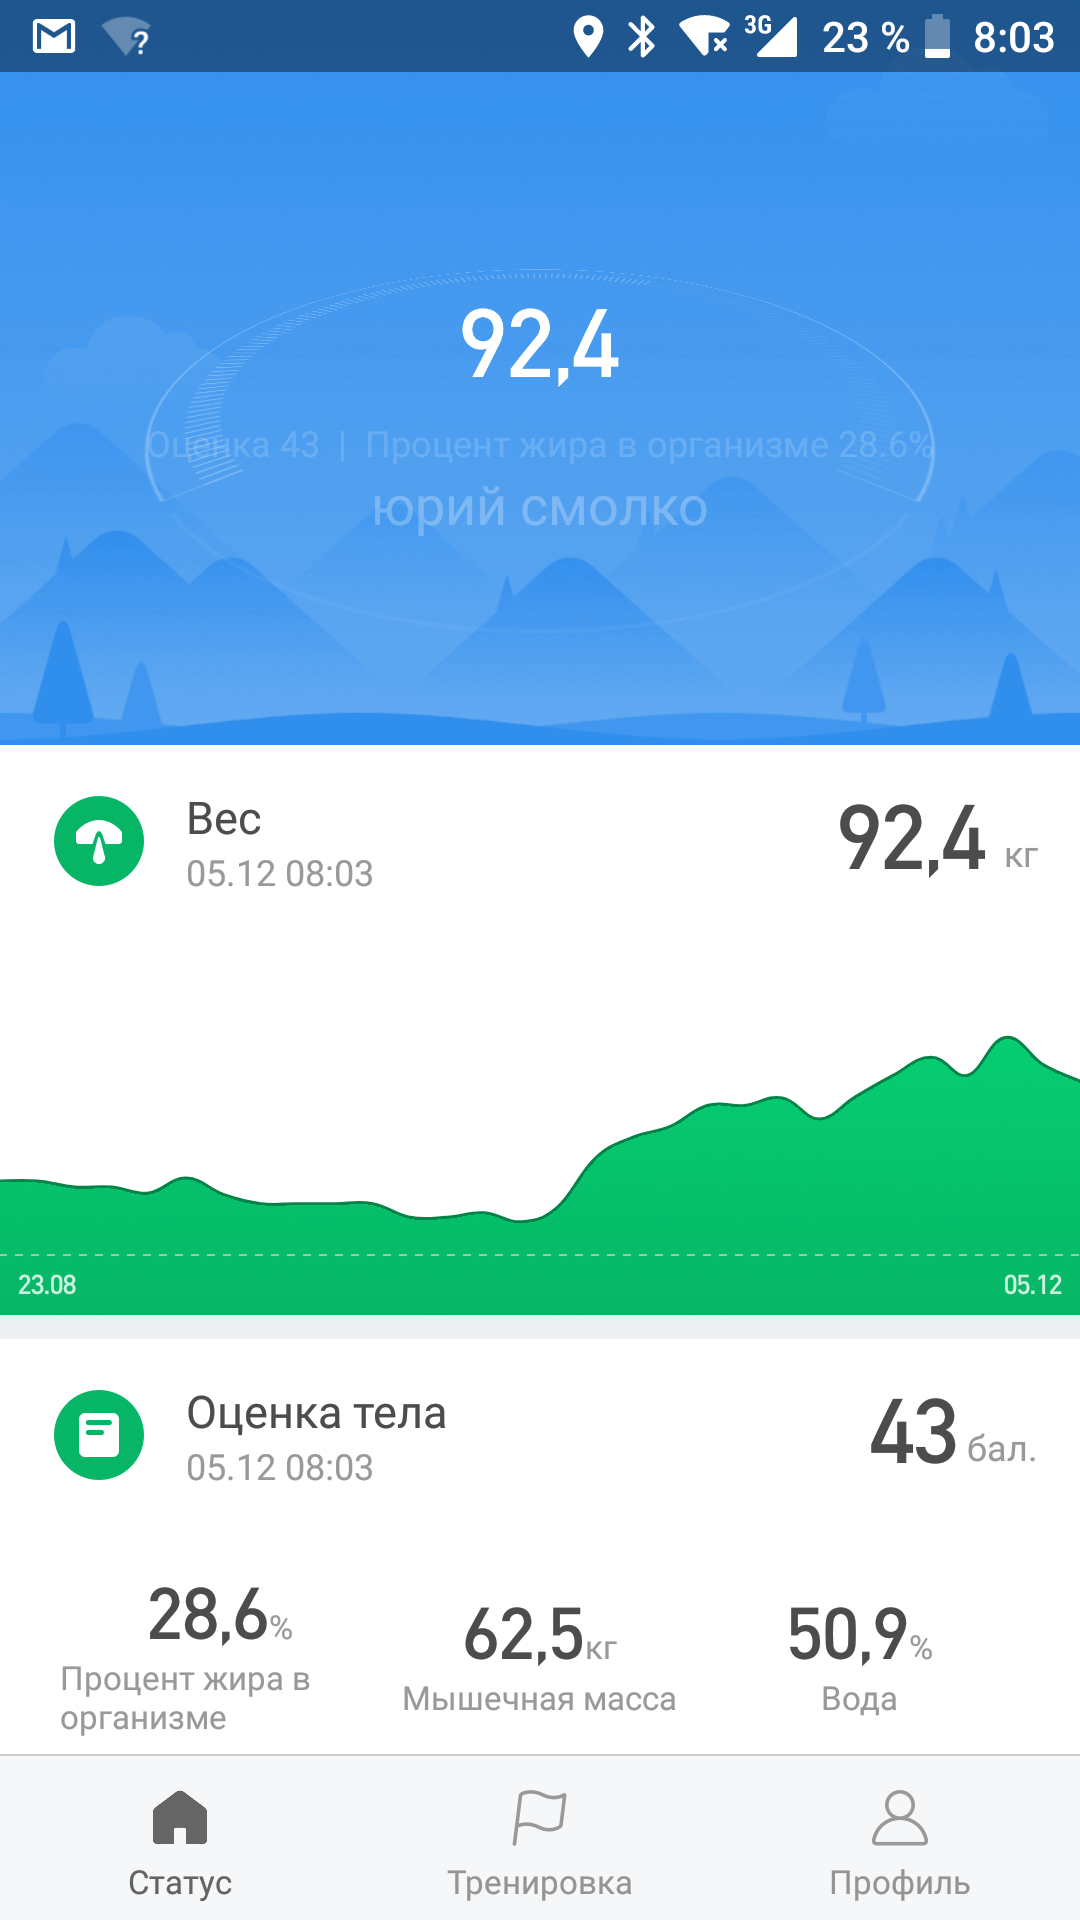 3G 23 % 8:03
92,4
Оценка 43 | Процент жира в организме 28.6%
юрий смолко
Вес
05.12 08:03
92,4 кг
23.08
05.12
Оценка тела
05.12 08:03
43 бал.
28,6%
Процент жира в
организме
62,5кг
Мышечная масса
50,9%
Вода
Статус
Тренировка
Профиль